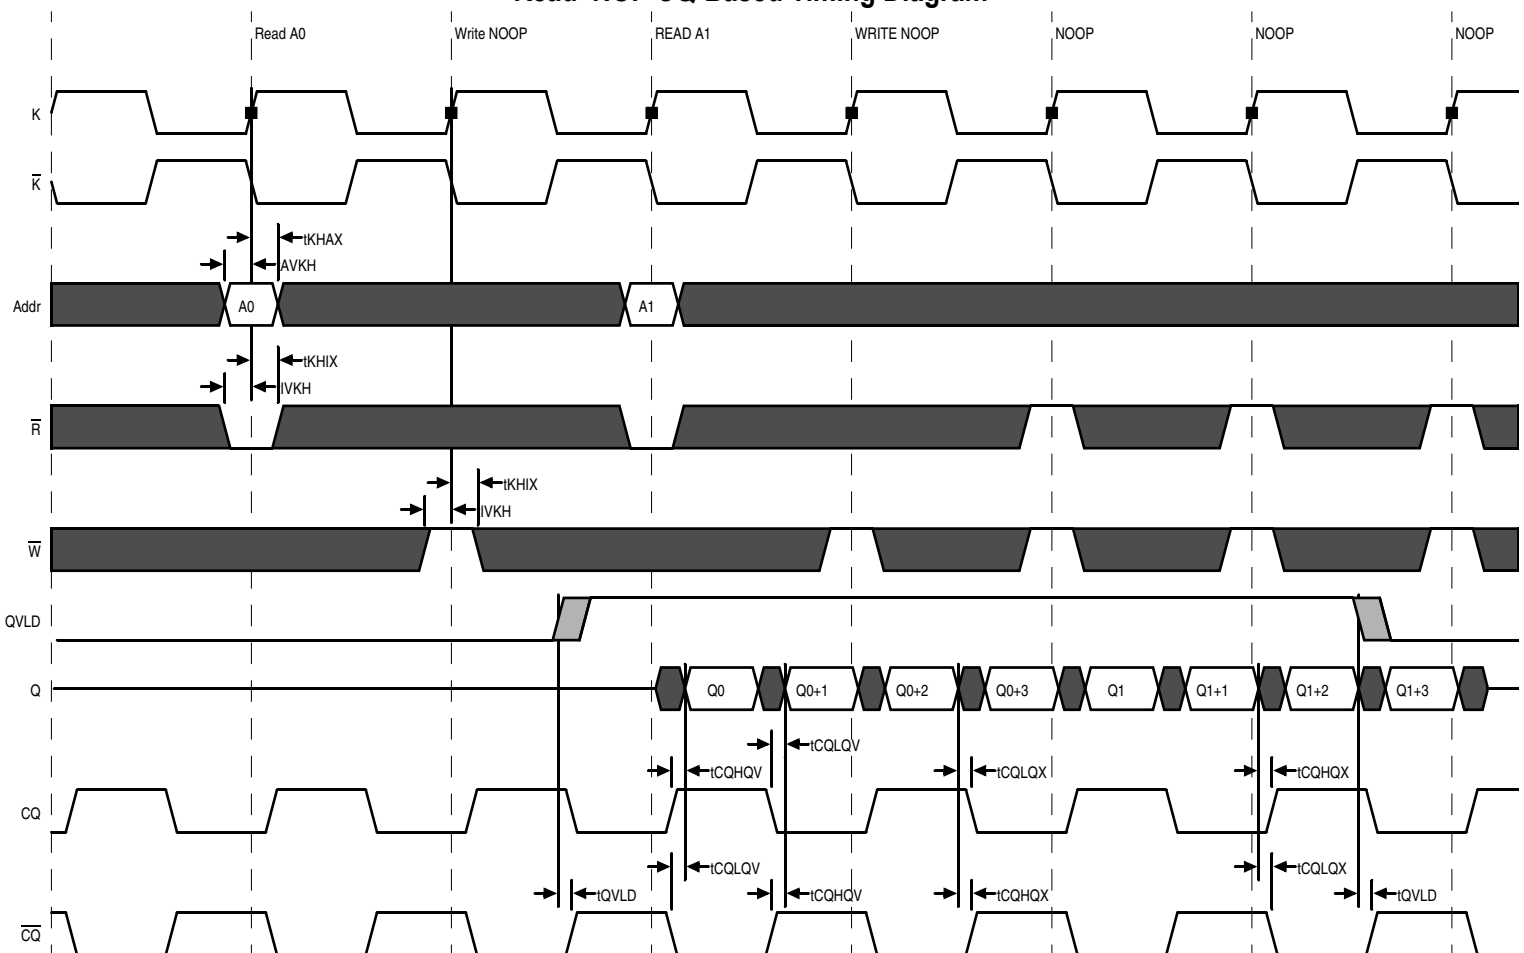 Read A0 Write NOOP READ A1 WRITE NOOP NOOP NOOP NOOP
K
K
tKHAX
AVKH
Addr A0 A1
tKHIX
IVKH
R
tKHIX
IVKH
W
QVLD
Q Q0 Q0+1 Q0+2 Q0+3 Q1 Q1+1 Q1+2 Q1+3
tCQLQV
tCQHQV tCQLQX tCQHQX
CQ
tCQLQV tCQLQX
tQVLD tCQHQV tCQHQX tQVLD
CQ